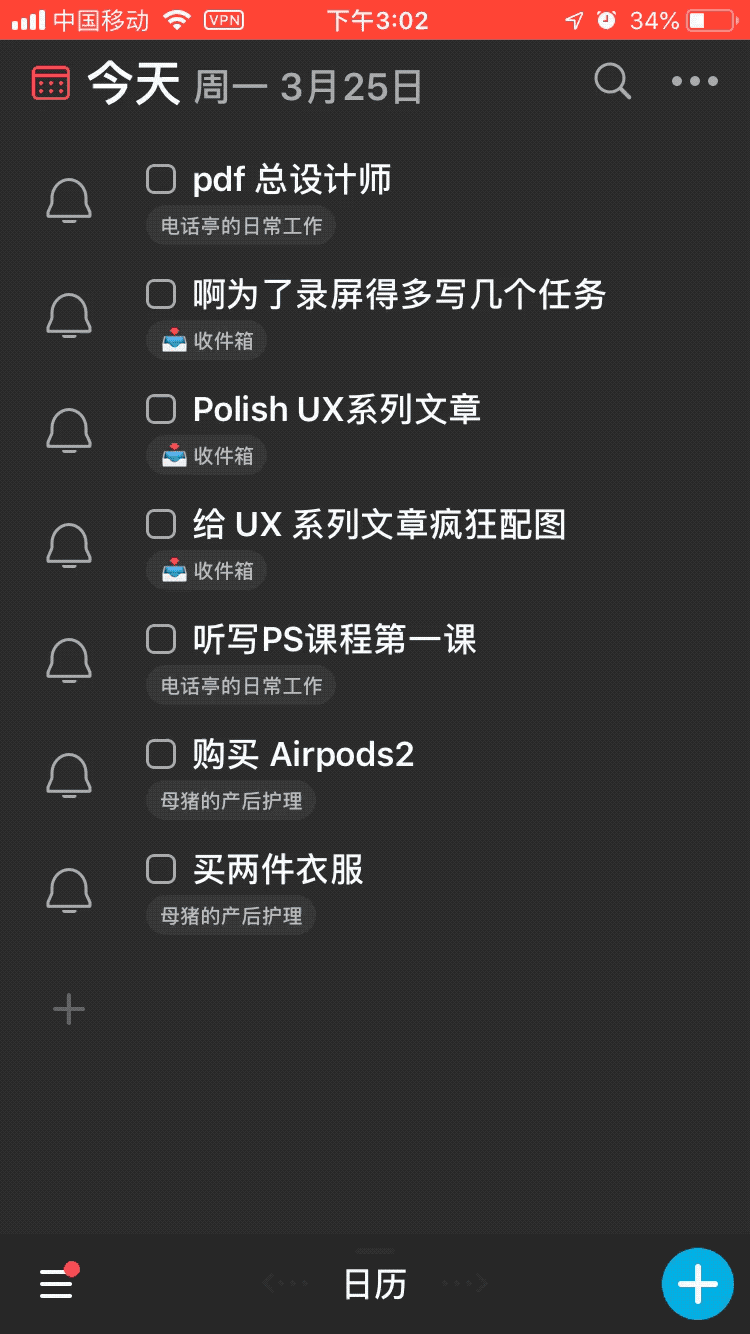 中国移动 VPN 下午3:02 34%
今天 周一 3月25日
pdf 总设计师
电话亭的日常工作
啊为了录屏得多写几个任务
收件箱
Polish UX系列文章
收件箱
给 UX 系列文章疯狂配图
收件箱
听写PS课程第一课
电话亭的日常工作
购买 Airpods2
母猪的产后护理
买两件衣服
母猪的产后护理
日历